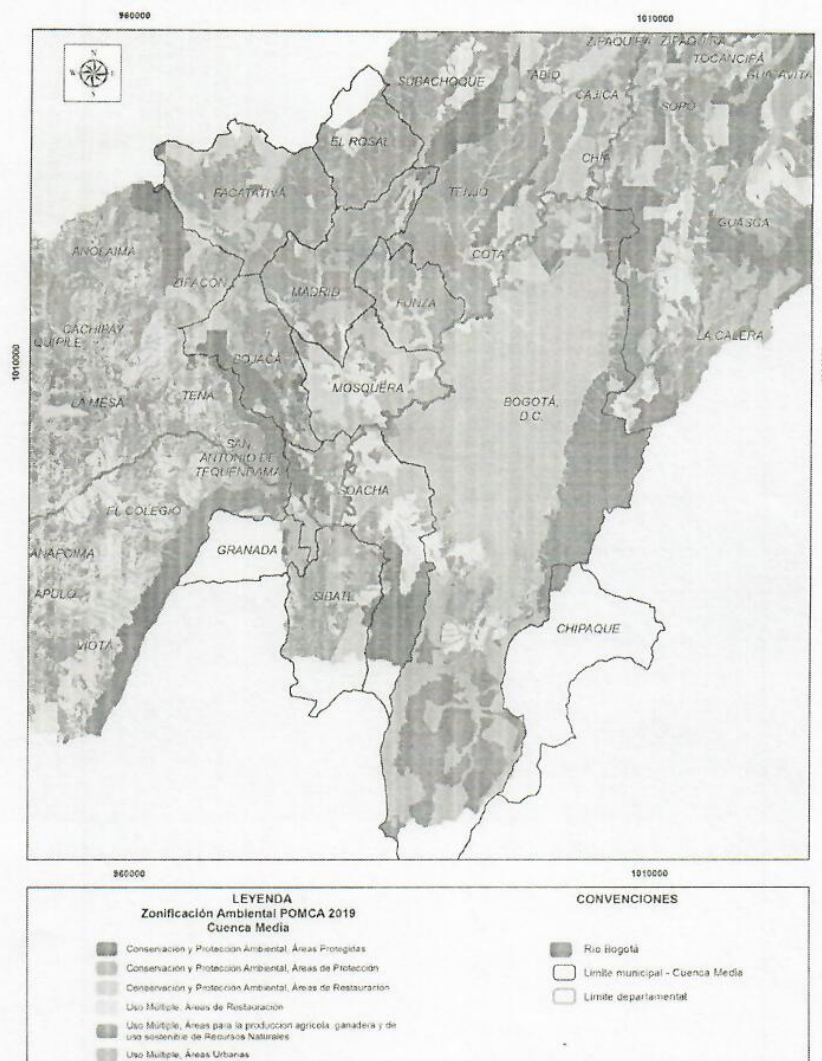 960000
1010000
N
W
E
S
ZIPAQUIRÁ
ZIPAQUIRÁ
TOCANCIPÁ
SUBACHOQUE
TABIO
GUATAVITA
CAJICÁ
SOPÓ
EL ROSAL
CHÍA
FACATATIVÁ
TENJO
GUASCA
ANOLAIMA
COTA
ZIPACÓN
MADRID
FUNZA
CACHIPAY
QUIPILE
LA CALERA
1010000
BOJACÁ
MOSQUERA
LA MESA
TENA
BOGOTÁ,
D.C.
SAN
ANTONIO DE
TEQUENDAMA
SOACHA
EL COLEGIO
ANAPOIMA
GRANADA
APULO
SIBATÉ
CHIPAQUE
VIOTÁ
960000
1010000
LEYENDA
Zonificación Ambiental POMCA 2019
Cuenca Media
Conservación y Protección Ambiental, Áreas Protegidas
Conservación y Protección Ambiental, Áreas de Protección
Conservación y Protección Ambiental, Áreas de Restauración
Uso Múltiple, Áreas de Restauración
Uso Múltiple, Áreas para la producción agrícola, ganadera y de
uso sostenible de Recursos Naturales
Uso Múltiple, Áreas Urbanas
CONVENCIONES
Río Bogotá
Límite municipal - Cuenca Media
Límite departamental